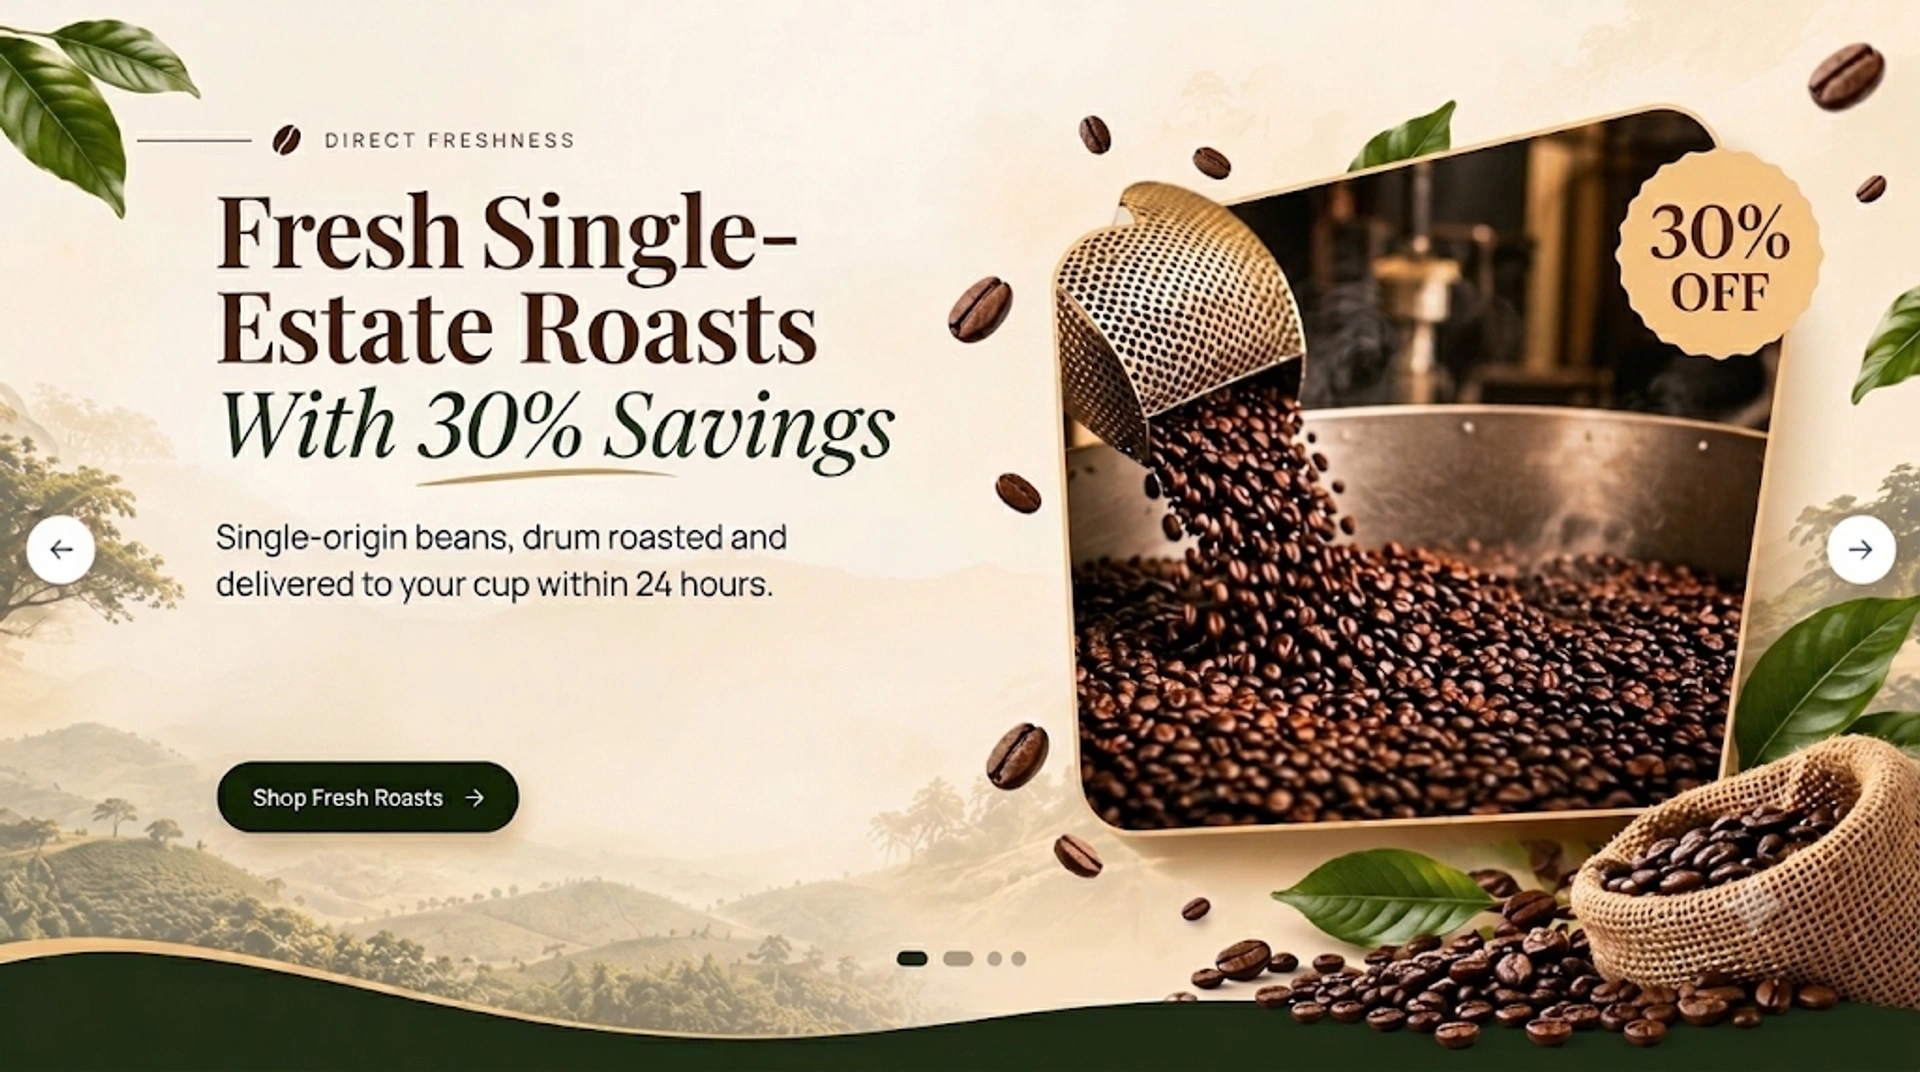 DIRECT FRESHNESS
Fresh Single-
Estate Roasts
With 30% Savings
Single-origin beans, drum roasted and
delivered to your cup within 24 hours.
Shop Fresh Roasts
30%
OFF